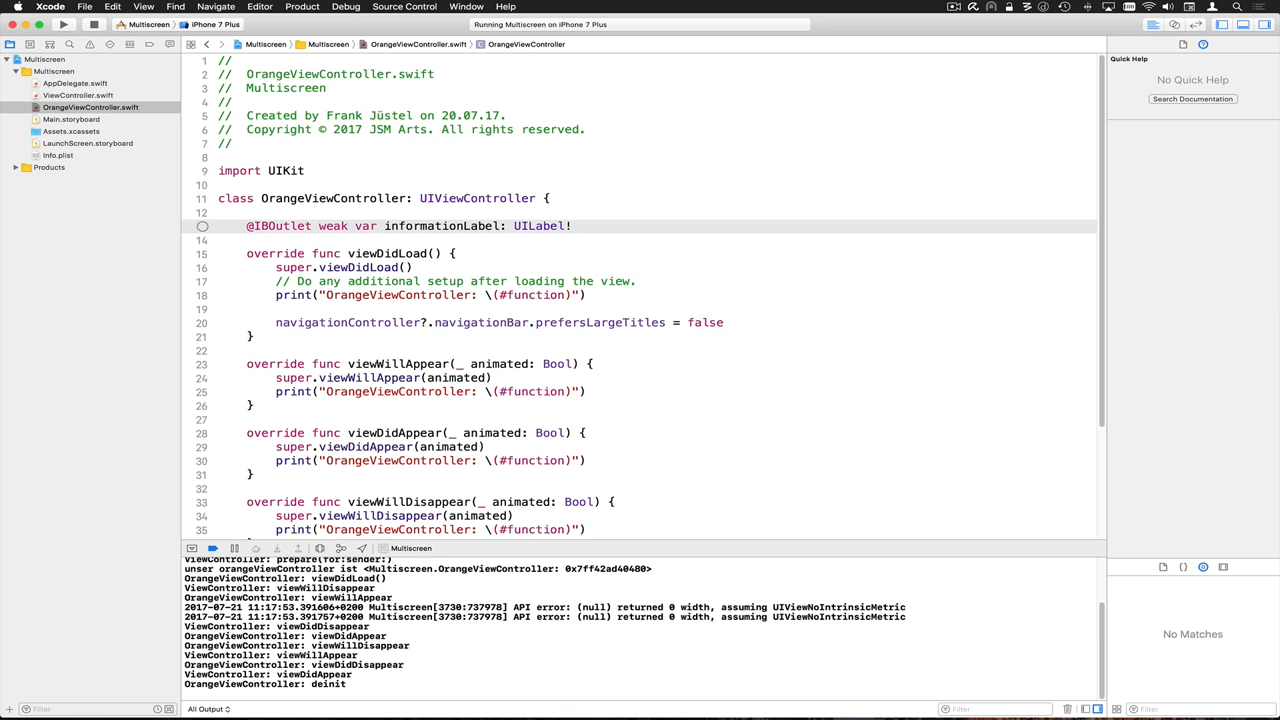 Xcode File Edit View Find Navigate Editor Product Debug Source Control Window Help
Multiscreen iPhone 7 Plus
Running Multiscreen on iPhone 7 Plus
Multiscreen Multiscreen OrangeViewController.swift OrangeViewController
Multiscreen
Multiscreen
AppDelegate.swift
ViewController.swift
OrangeViewController.swift
Main.storyboard
Assets.xcassets
LaunchScreen.storyboard
Info.plist
Products
1 //
2 // OrangeViewController.swift
3 // Multiscreen
4 //
5 // Created by Frank Jüstel on 20.07.17.
6 // Copyright © 2017 JSM Arts. All rights reserved.
7 //
8
9 import UIKit
10
11 class OrangeViewController: UIViewController {
12
@IBOutlet weak var informationLabel: UILabel!
14
15 override func viewDidLoad() {
16 super.viewDidLoad()
17 // Do any additional setup after loading the view.
18 print("OrangeViewController: \(#function)")
19
20 navigationController?.navigationBar.prefersLargeTitles = false
21 }
22
23 override func viewWillAppear(_ animated: Bool) {
24 super.viewWillAppear(animated)
25 print("OrangeViewController: \(#function)")
26 }
27
28 override func viewDidAppear(_ animated: Bool) {
29 super.viewDidAppear(animated)
30 print("OrangeViewController: \(#function)")
31 }
32
33 override func viewWillDisappear(_ animated: Bool) {
34 super.viewWillDisappear(animated)
35 print("OrangeViewController: \(#function)")
Multiscreen
ViewController: prepare(for:sender:)
unser orangeViewController ist <Multiscreen.OrangeViewController: 0x7ff42ad40480>
OrangeViewController: viewDidLoad()
ViewController: viewWillDisappear
OrangeViewController: viewWillAppear
2017-07-21 11:17:53.391606+0200 Multiscreen[3730:737978] API error: (null) returned 0 width, assuming UIViewNoIntrinsicMetric
2017-07-21 11:17:53.391757+0200 Multiscreen[3730:737978] API error: (null) returned 0 width, assuming UIViewNoIntrinsicMetric
ViewController: viewDidDisappear
OrangeViewController: viewDidAppear
OrangeViewController: viewWillDisappear
ViewController: viewWillAppear
OrangeViewController: viewDidDisappear
ViewController: viewDidAppear
OrangeViewController: deinit
Filter
All Output
Filter
Quick Help
No Quick Help
Search Documentation
No Matches
Filter